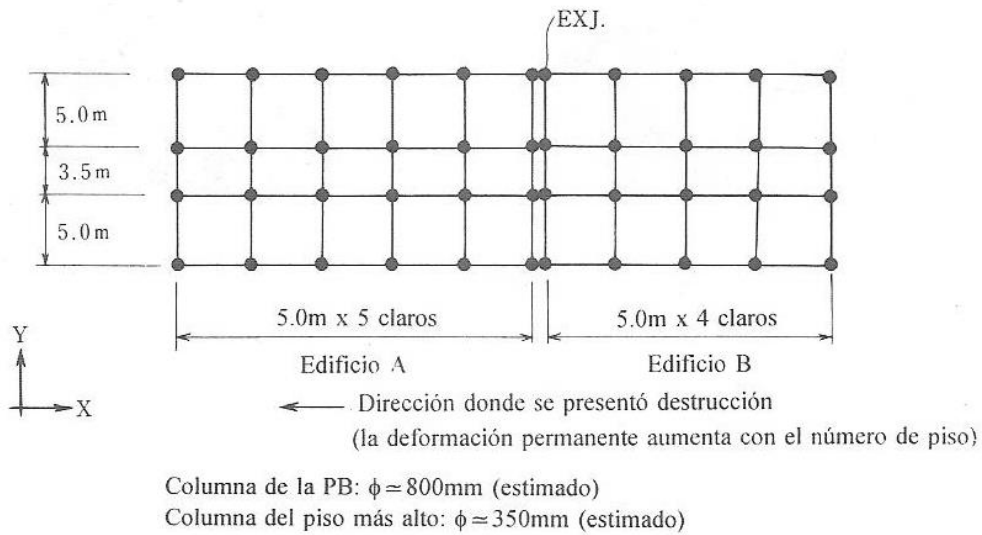 EXJ.
5.0m
3.5m
5.0m
5.0m x 5 claros
5.0m x 4 claros
Edificio A
Edificio B
Y
X
Dirección donde se presentó destrucción
(la deformación permanente aumenta con el número de piso)
Columna de la PB: ϕ≃800mm (estimado)
Columna del piso más alto: ϕ≃350mm (estimado)